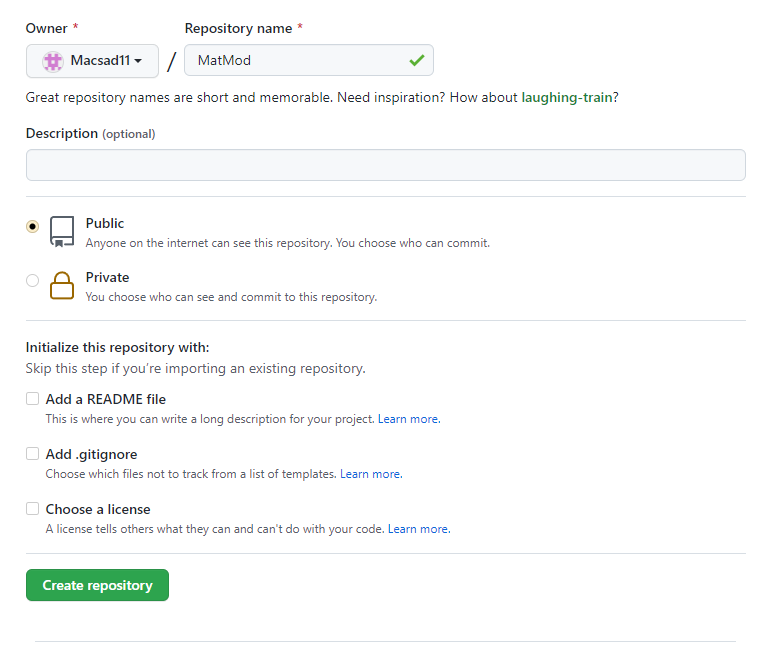 Owner * Repository name *
Macsad11 / MatMod
Great repository names are short and memorable. Need inspiration? How about laughing-train?
Description (optional)
Public
Anyone on the internet can see this repository. You choose who can commit.
Private
You choose who can see and commit to this repository.
Initialize this repository with:
Skip this step if you're importing an existing repository.
Add a README file
This is where you can write a long description for your project. Learn more.
Add .gitignore
Choose which files not to track from a list of templates. Learn more.
Choose a license
A license tells others what they can and can't do with your code. Learn more.
Create repository